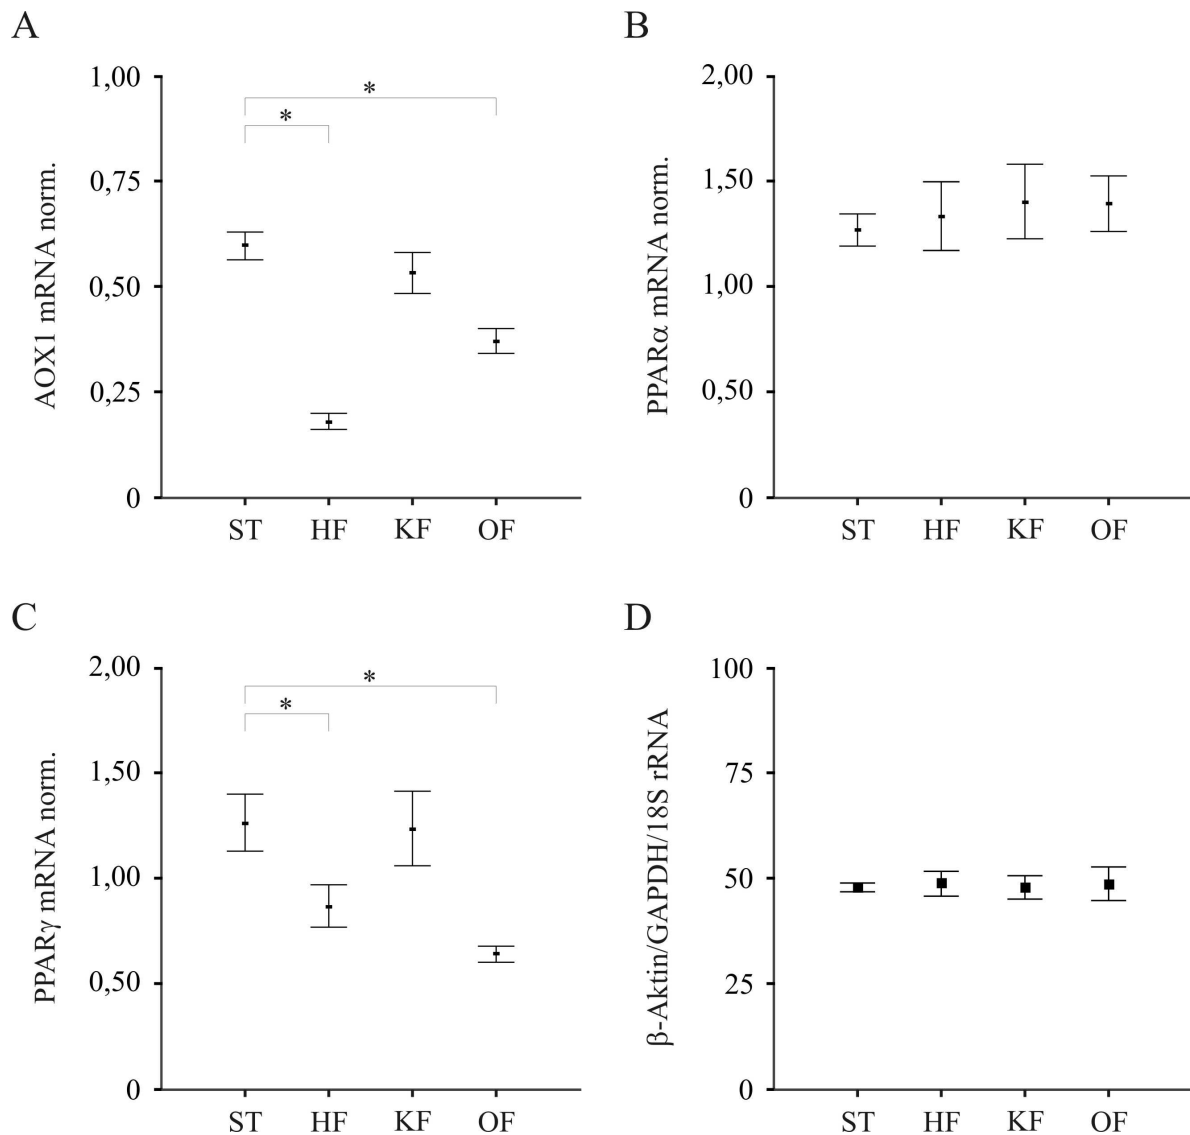 A
AOX1 mRNA norm.
1,00
0,75
0,50
0,25
0
*
*
ST HF KF OF
B
PPARα mRNA norm.
2,00
1,50
1,00
0,50
0
ST HF KF OF
C
PPARγ mRNA norm.
2,00
1,50
1,00
0,50
0
*
*
ST HF KF OF
D
β-Aktin/GAPDH/18S rRNA
100
75
50
25
0
ST HF KF OF